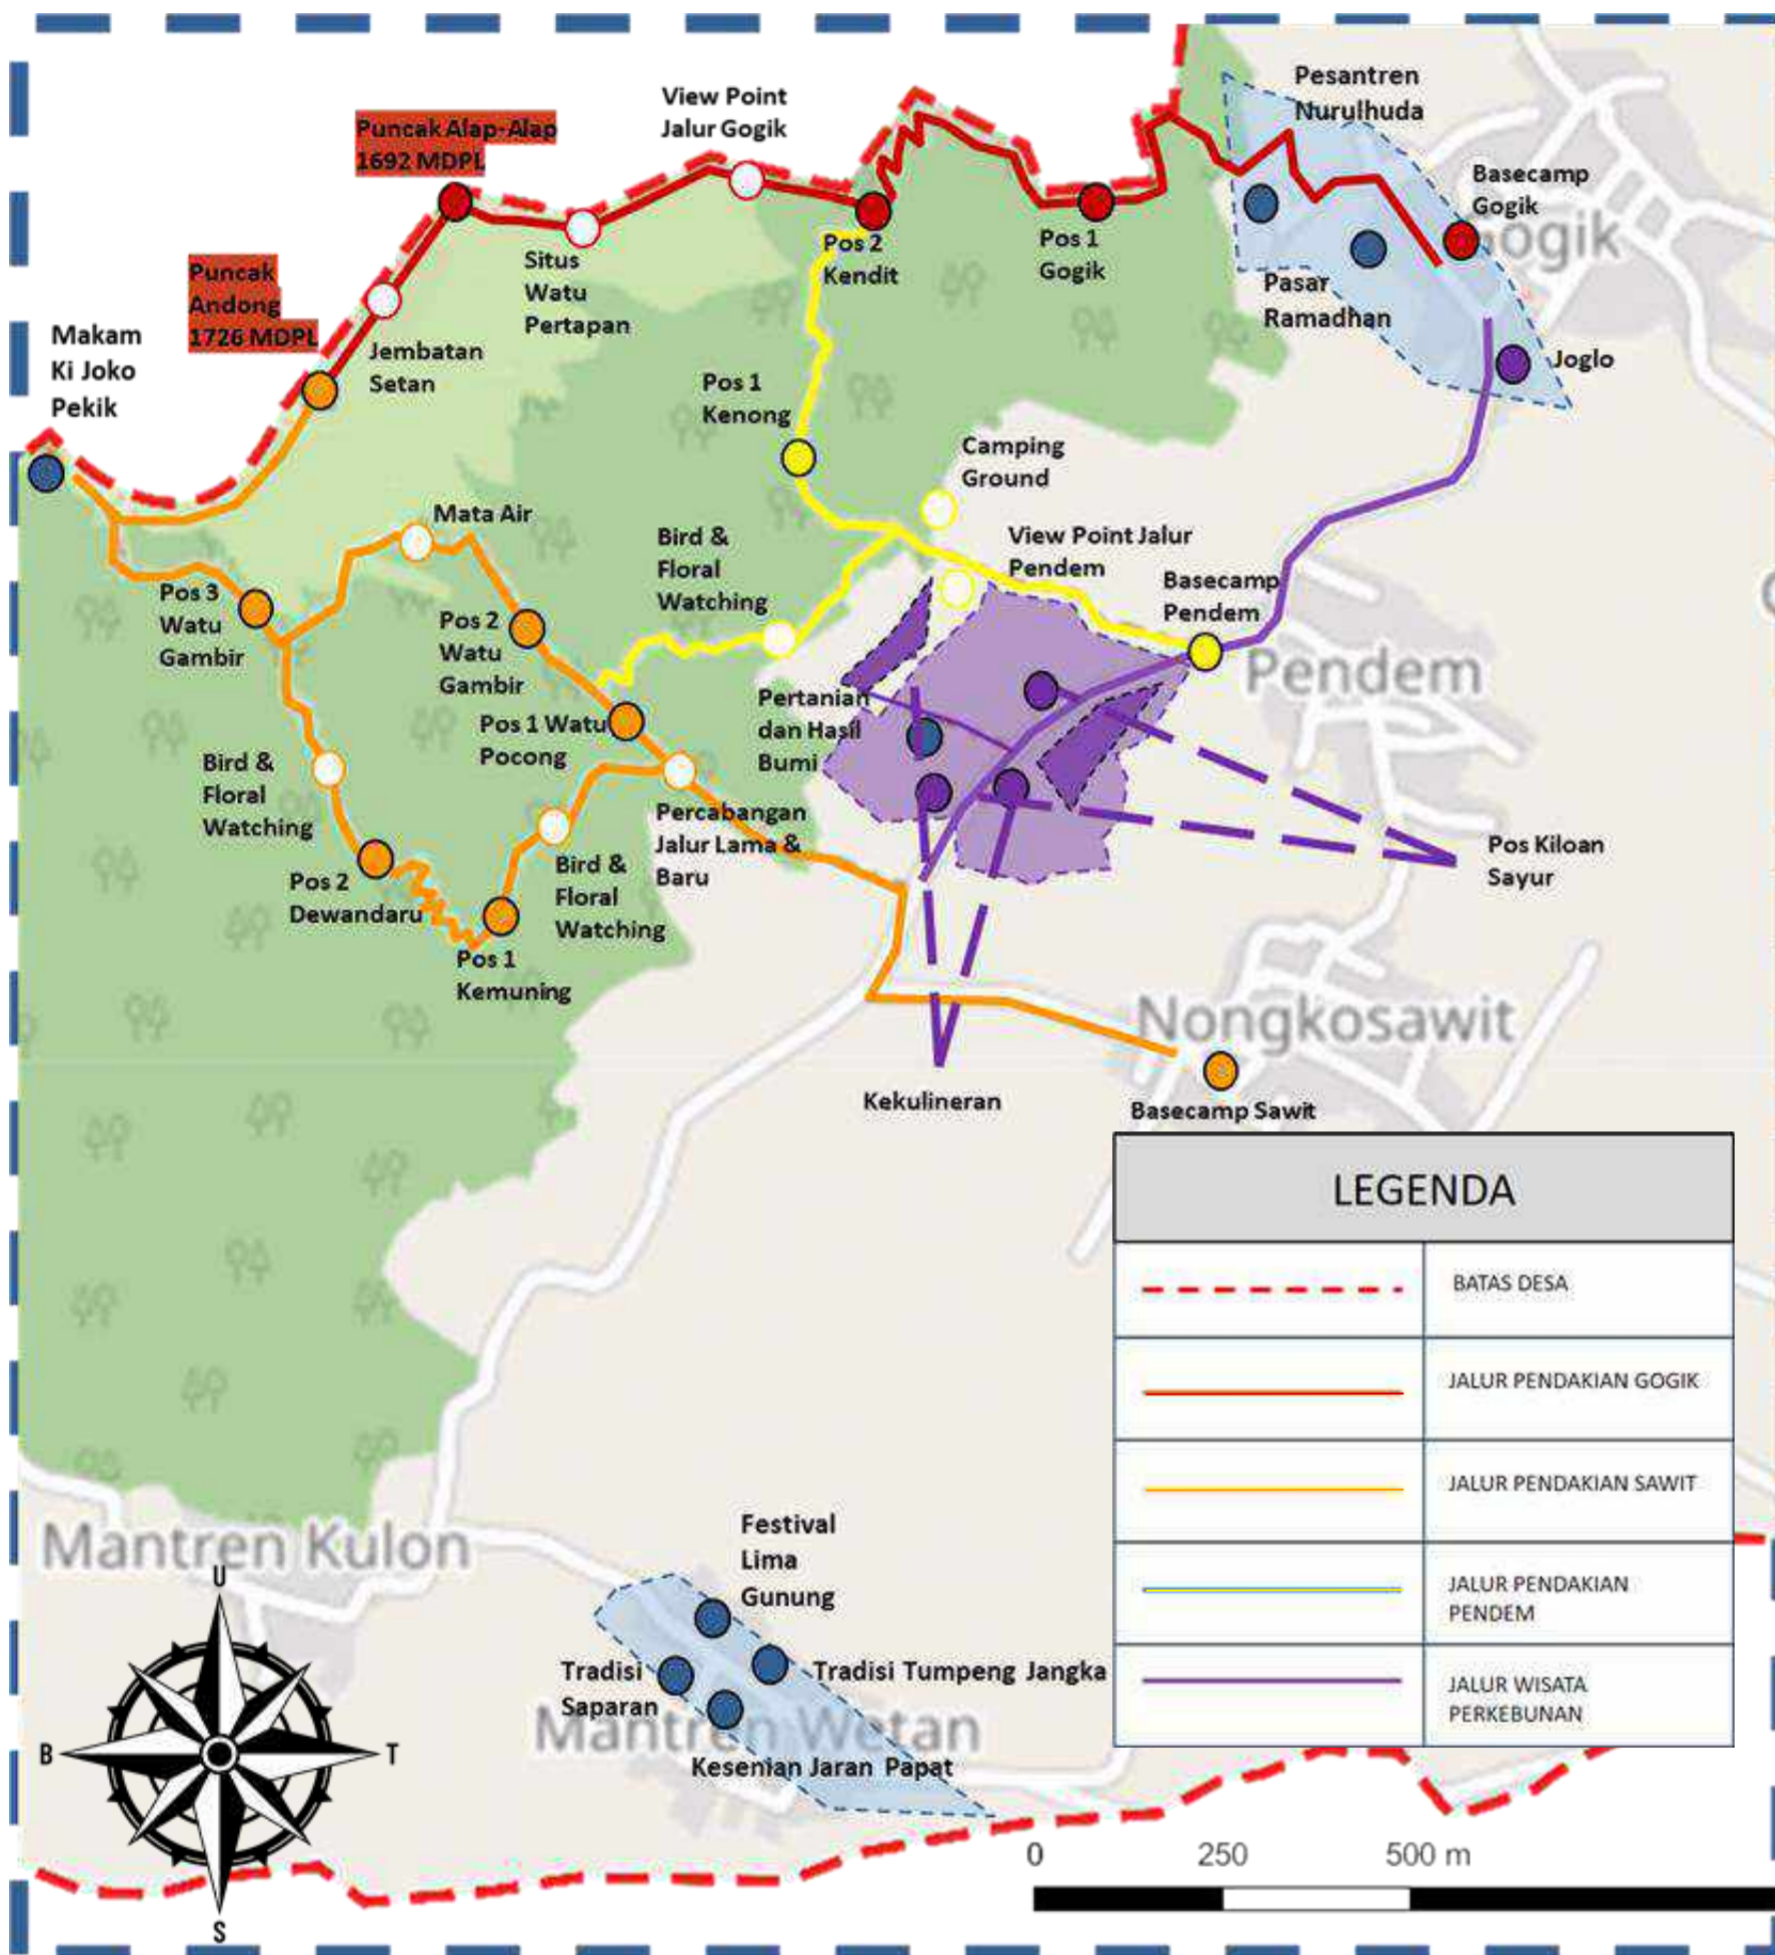 Pesantren
Nurulhuda
View Point
Jalur Gogik
Puncak Alap-Alap
1692 MDPL
Basecamp
Gogik
Gogik
Pos 2
Kendit
Pos 1
Gogik
Situs
Watu
Pertapan
Puncak
Andong
1726 MDPL
Pasar
Ramadhan
Makam
Ki Joko
Pekik
Jembatan
Setan
Joglo
Pos 1
Kenong
Camping
Ground
Mata Air
Bird &
Floral
Watching
View Point Jalur
Pendem
Basecamp
Pendem
Pos 3
Watu
Gambir
Pos 2
Watu
Gambir
Pendem
Pertanian
dan Hasil
Bumi
Pos 1 Watu
Pocong
Bird &
Floral
Watching
Percabangan
Jalur Lama &
Baru
Pos Kiloan
Sayur
Pos 2
Dewandaru
Bird &
Floral
Watching
Pos 1
Kemuning
Nongkosawit
Kekulineran
Basecamp Sawit
LEGENDA
BATAS DESA
JALUR PENDAKIAN GOGIK
JALUR PENDAKIAN SAWIT
JALUR PENDAKIAN
PENDEM
JALUR WISATA
PERKEBUNAN
Mantren Kulon
Festival
Lima
Gunung
Tradisi
Saparan
Tradisi Tumpeng Jangka
Mantren Wetan
Kesenian Jaran Papat
U
B
T
S
0
250
500 m